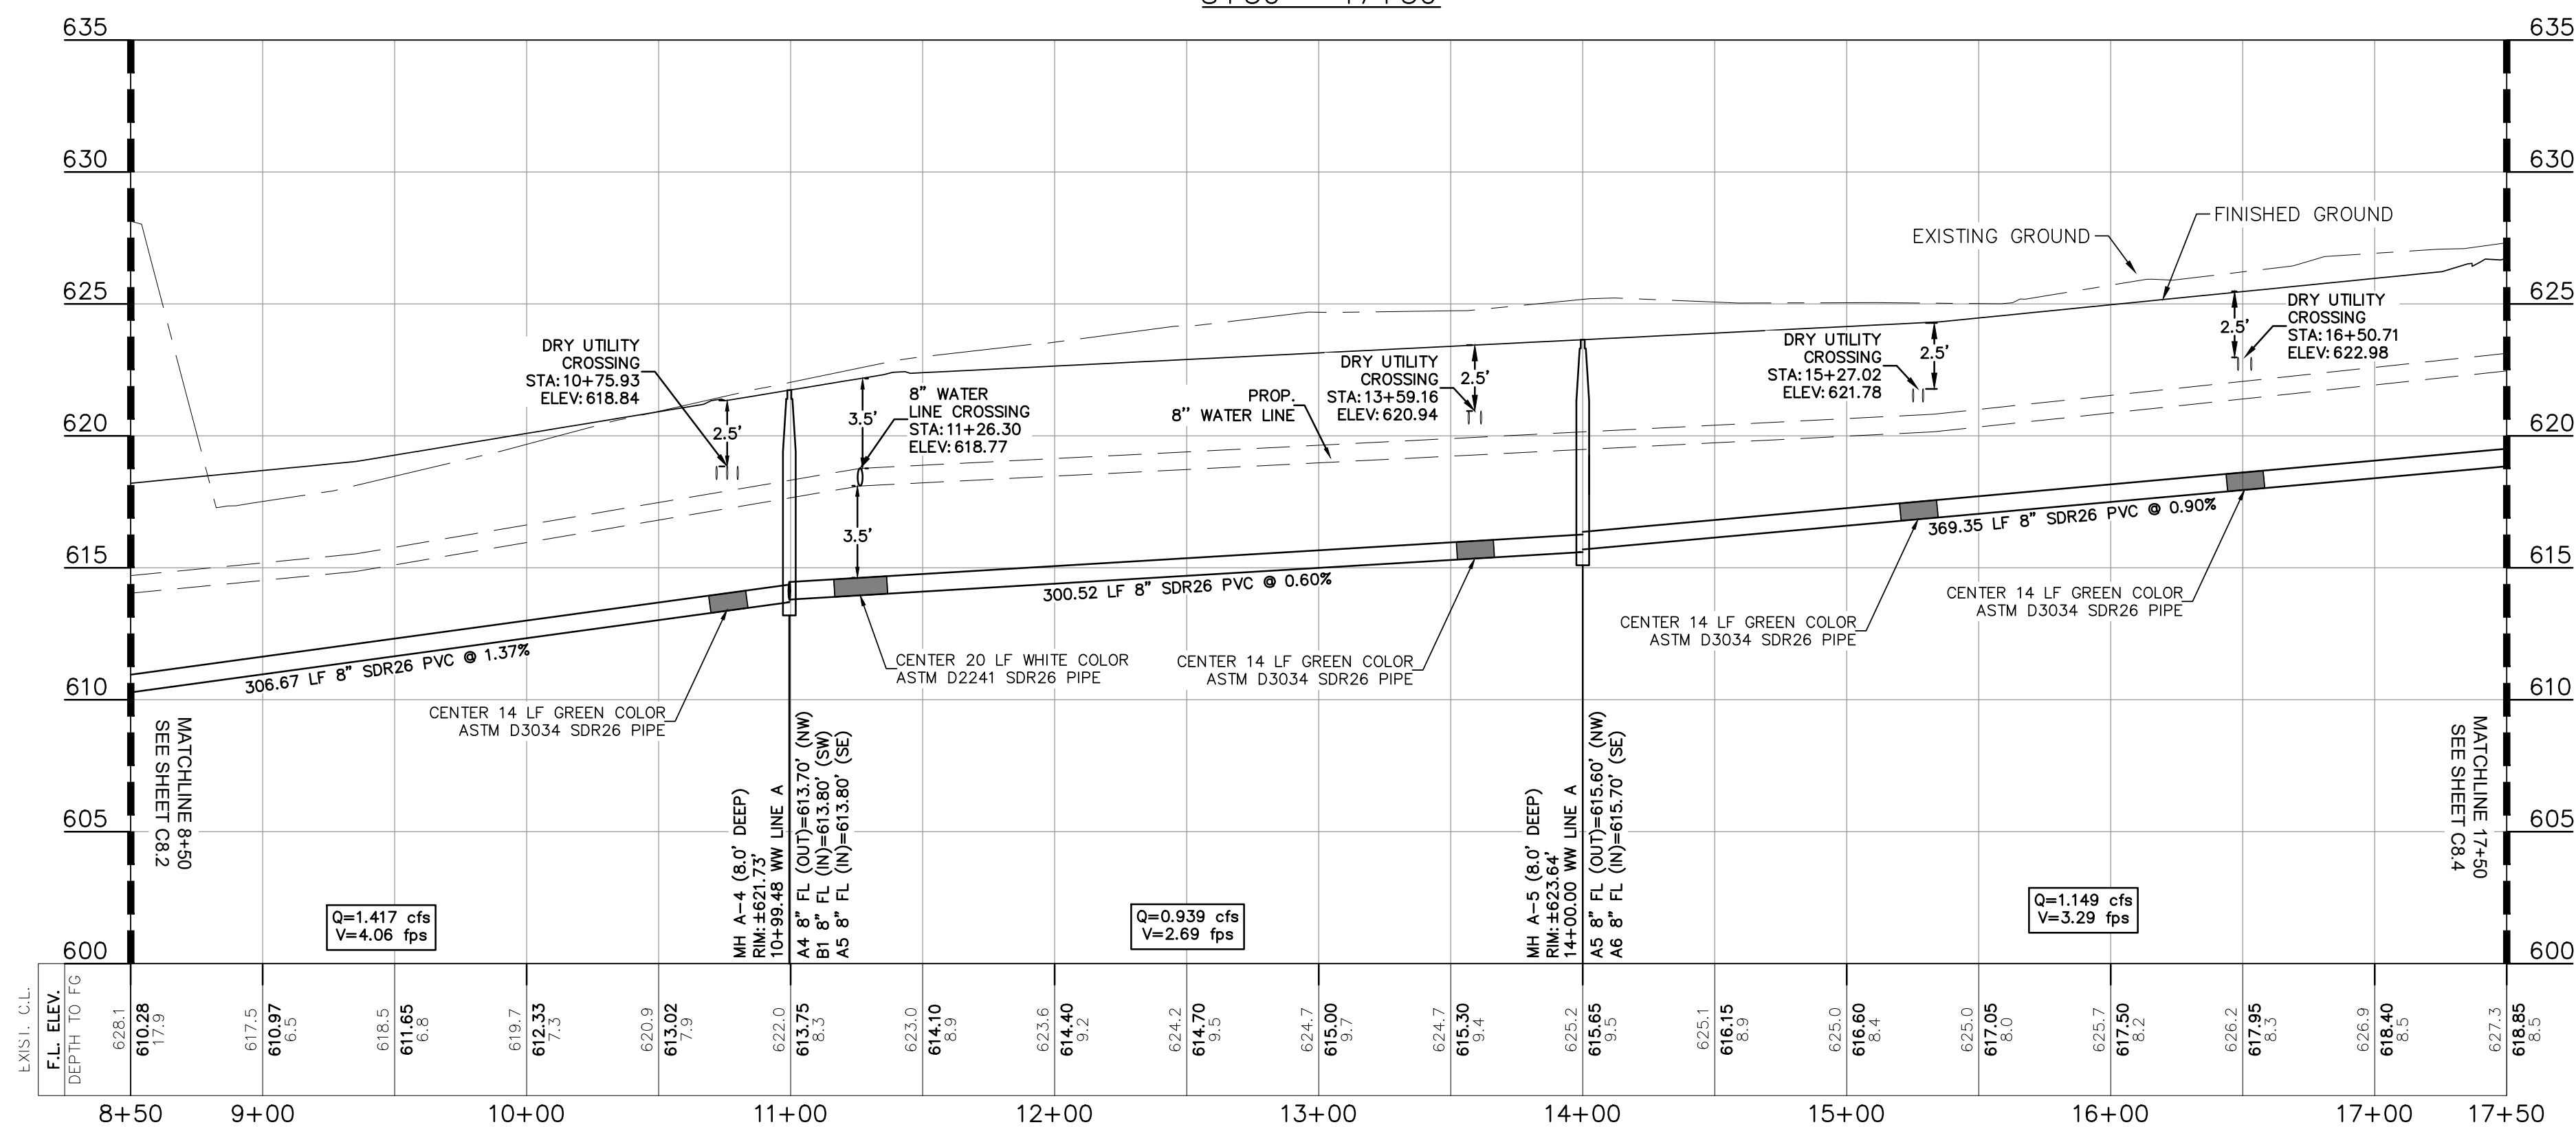 635
635
630
630
625
625
620
620
615
615
610
610
605
605
600
600
FINISHED GROUND
EXISTING GROUND
DRY UTILITY
CROSSING
STA:10+75.93
ELEV:618.84
2.5'
3.5'
8" WATER
LINE CROSSING
STA:11+26.30
ELEV:618.77
3.5'
PROP.
8" WATER LINE
DRY UTILITY
CROSSING
STA:13+59.16
ELEV:620.94
2.5'
DRY UTILITY
CROSSING
STA:15+27.02
ELEV:621.78
2.5'
2.5'
DRY UTILITY
CROSSING
STA:16+50.71
ELEV:622.98
306.67 LF 8" SDR26 PVC @ 1.37%
300.52 LF 8" SDR26 PVC @ 0.60%
369.35 LF 8" SDR26 PVC @ 0.90%
CENTER 14 LF GREEN COLOR
ASTM D3034 SDR26 PIPE
CENTER 20 LF WHITE COLOR
ASTM D2241 SDR26 PIPE
CENTER 14 LF GREEN COLOR
ASTM D3034 SDR26 PIPE
CENTER 14 LF GREEN COLOR
ASTM D3034 SDR26 PIPE
CENTER 14 LF GREEN COLOR
ASTM D3034 SDR26 PIPE
MATCHLINE 8+50
SEE SHEET C8.2
MH A-4 (8.0' DEEP)
RIM:±621.73'
10+99.48 WW LINE A
A4 8" FL (OUT)=613.70' (NW)
B1 8" FL (IN)=613.80' (SW)
A5 8" FL (IN)=613.80' (SE)
MH A-5 (8.0' DEEP)
RIM:±623.64'
14+00.00 WW LINE A
A5 8" FL (OUT)=615.60' (NW)
A6 8" FL (IN)=615.70' (SE)
MATCHLINE 17+50
SEE SHEET C8.4
Q=1.417 cfs
V=4.06 fps
Q=0.939 cfs
V=2.69 fps
Q=1.149 cfs
V=3.29 fps
EXIST. C.L.
F.L. ELEV.
DEPTH TO FG
628.1
610.28
17.9
617.5
610.97
6.5
618.5
611.65
6.8
619.7
612.33
7.3
620.9
613.02
7.9
622.0
613.75
8.3
623.0
614.10
8.9
623.6
614.40
9.2
624.2
614.70
9.5
624.7
615.00
9.7
624.7
615.30
9.4
625.2
615.65
9.5
625.1
616.15
8.9
625.0
616.60
8.4
625.0
617.05
8.0
625.7
617.50
8.2
626.2
617.95
8.3
626.9
618.40
8.5
627.3
618.85
8.5
8+50
9+00
10+00
11+00
12+00
13+00
14+00
15+00
16+00
17+00
17+50